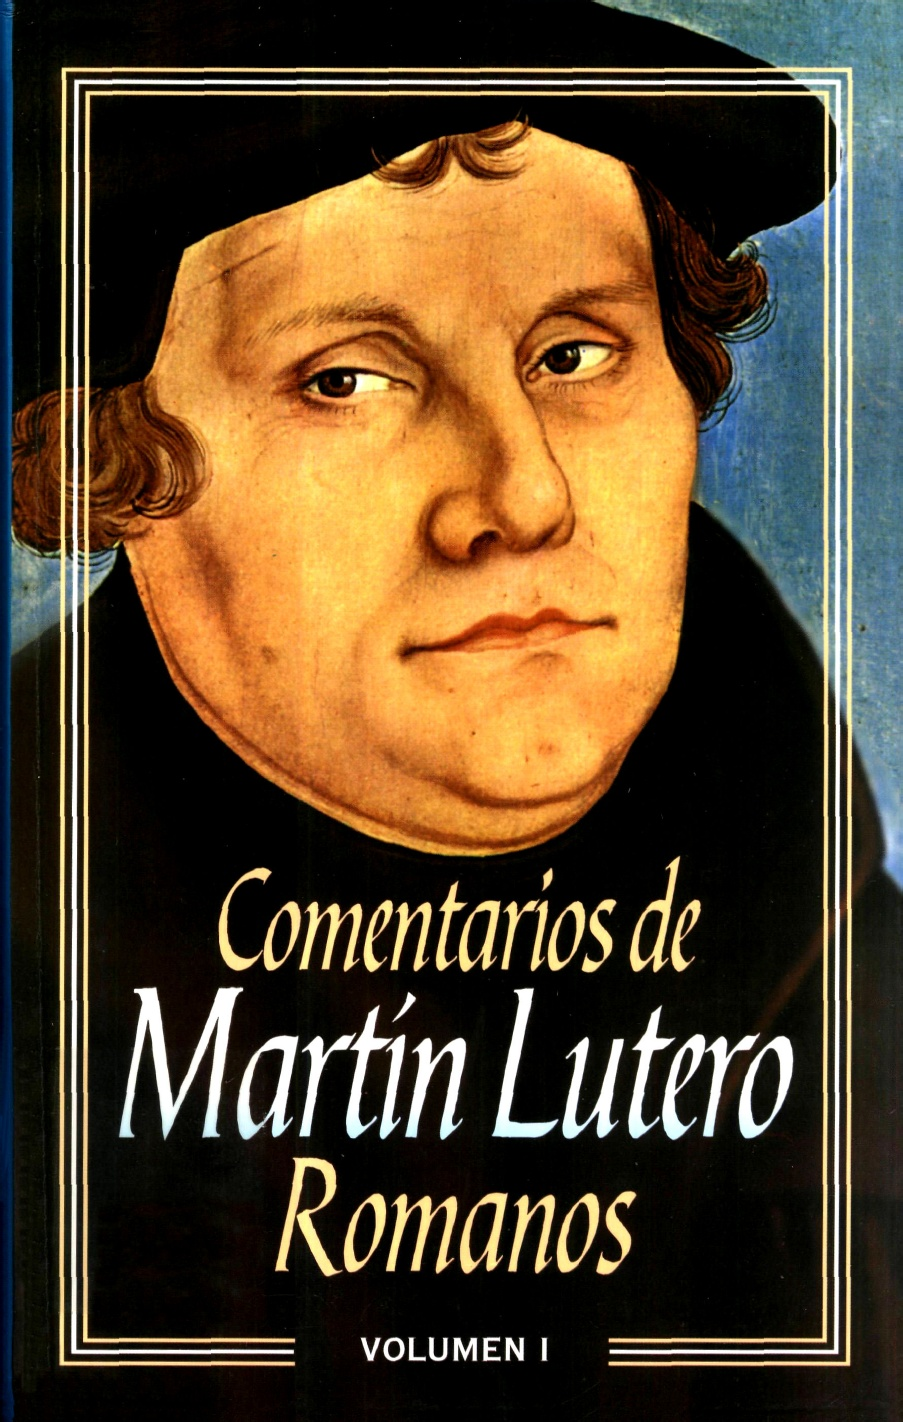 Comentarios de
Martín Lutero
Romanos
VOLUMEN I